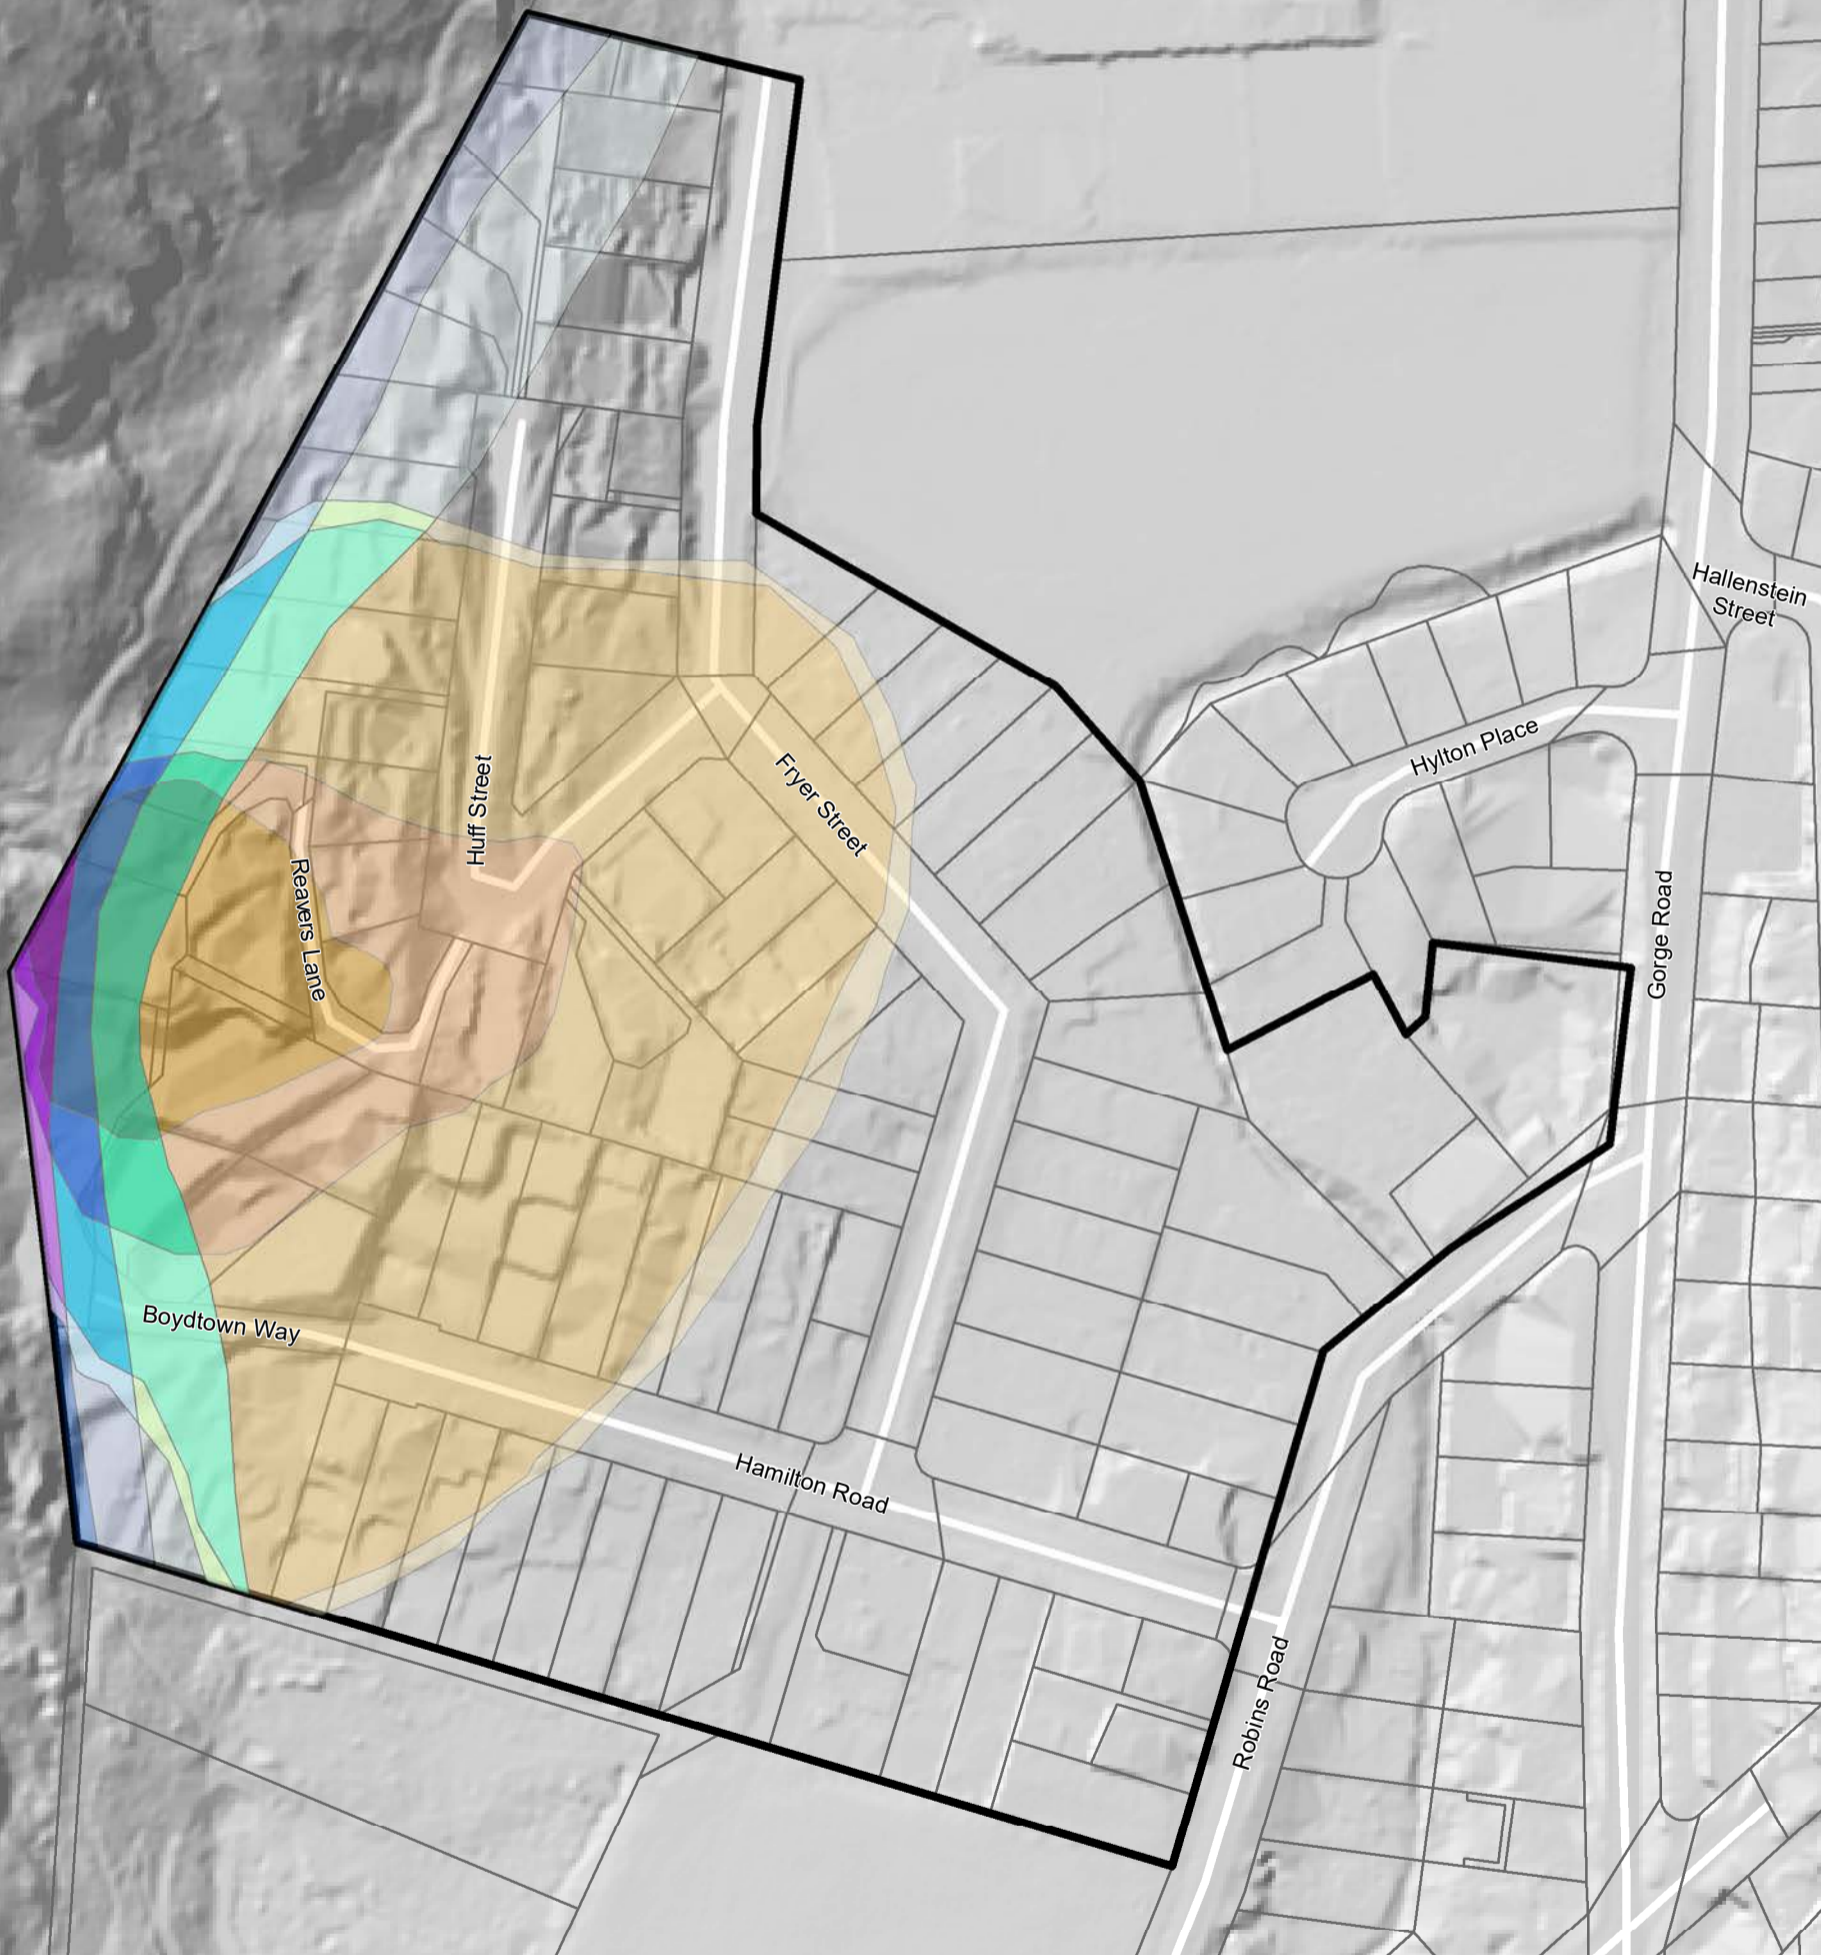 Hallenstein
Street
Hylton Place
Fryer Street
Huff Street
Reavers Lane
Gorge Road
Boydtown Way
Hamilton Road
Robins Road